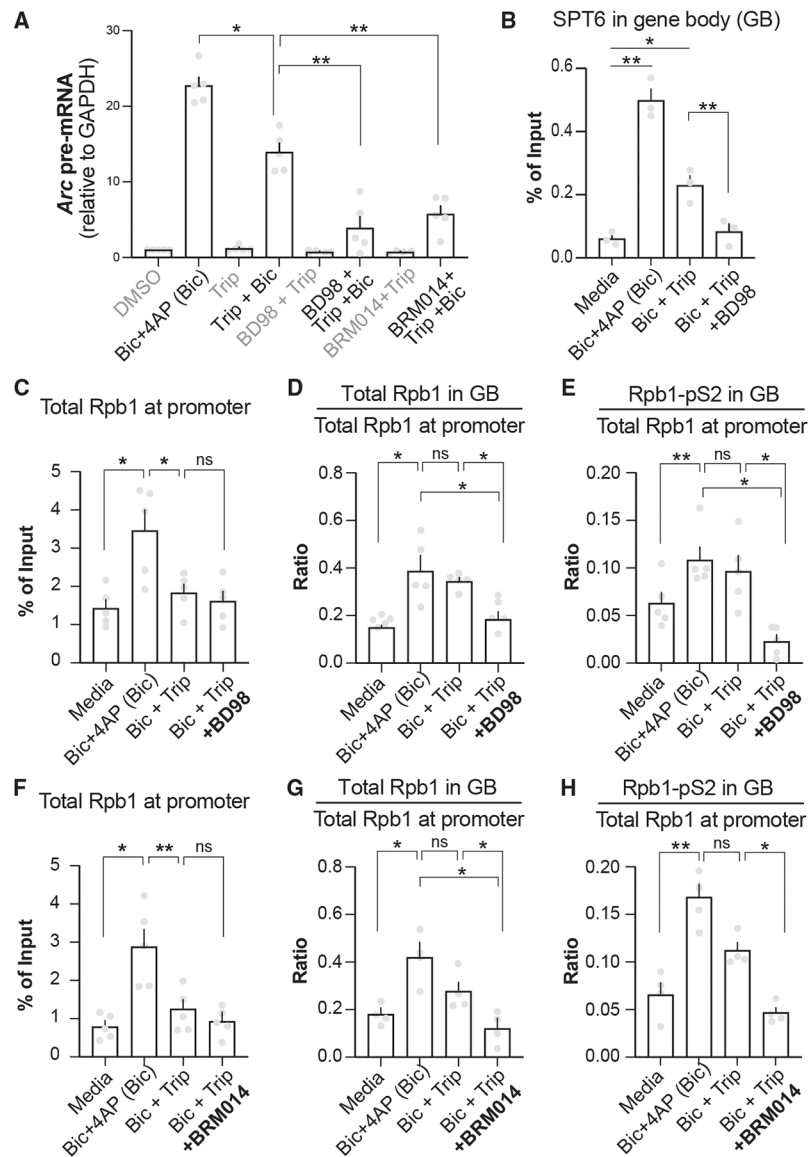 A
Arc pre-mRNA
(relative to GAPDH)
30
20
10
0
*
**
**
DMSO
Bic+4AP (Bic)
Trip
Trip + Bic
BD98 + Trip
BD98 +
Trip +Bic
BRM014+Trip
BRM014+
Trip +Bic
B
SPT6 in gene body (GB)
% of Input
0.6
0.4
0.2
0.0
*
**
**
Media
Bic+4AP (Bic)
Bic + Trip
Bic + Trip
+BD98
C
Total Rpb1 at promoter
% of Input
5
4
3
2
1
0
*
*
ns
Media
Bic+4AP (Bic)
Bic + Trip
Bic + Trip
+BD98
D
Total Rpb1 in GB
Total Rpb1 at promoter
Ratio
0.8
0.6
0.4
0.2
0.0
*
ns
*
*
Media
Bic+4AP (Bic)
Bic + Trip
Bic + Trip
+BD98
E
Rpb1-pS2 in GB
Total Rpb1 at promoter
Ratio
0.20
0.15
0.10
0.05
0.00
**
ns
*
*
Media
Bic+4AP (Bic)
Bic + Trip
Bic + Trip
+BD98
F
Total Rpb1 at promoter
% of Input
5
4
3
2
1
0
*
**
ns
Media
Bic+4AP (Bic)
Bic + Trip
Bic + Trip
+BRM014
G
Total Rpb1 in GB
Total Rpb1 at promoter
Ratio
0.8
0.6
0.4
0.2
0.0
*
ns
*
*
Media
Bic+4AP (Bic)
Bic + Trip
Bic + Trip
+BRM014
H
Rpb1-pS2 in GB
Total Rpb1 at promoter
Ratio
0.20
0.15
0.10
0.05
0.00
**
ns
*
Media
Bic+4AP (Bic)
Bic + Trip
Bic + Trip
+BRM014